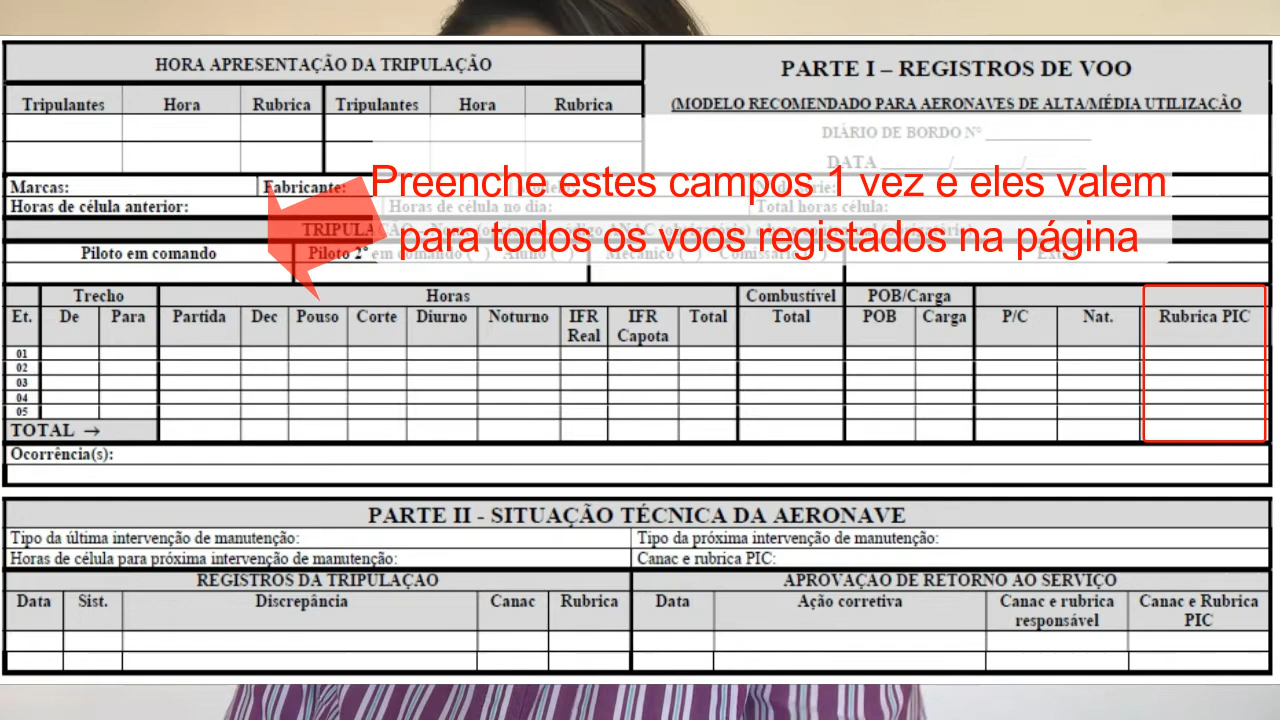 HORA APRESENTAÇÃO DA TRIPULAÇÃO
Tripulantes Hora Rubrica Tripulantes Hora Rubrica
PARTE I – REGISTROS DE VOO
(MODELO RECOMENDADO PARA AERONAVES DE ALTA/MÉDIA UTILIZAÇÃO
DIÁRIO DE BORDO Nº ______________
DATA ________/________/________
Preenche estes campos 1 vez e eles valem
para todos os voos registados na página
Marcas: Fabricante:
Horas de célula anterior: Horas de célula no dia: Total horas célula:
TRIPULA
Piloto em comando Piloto 2º em comando ( ) Aluno ( ) Mecânico ( )
Trecho Horas Combustível POB/Carga
Et. De Para Partida Dec Pouso Corte Diurno Noturno IFR Real IFR Capota Total Total POB Carga P/C Nat. Rubrica PIC
01
02
03
04
05
TOTAL →
Ocorrência(s):
PARTE II - SITUAÇÃO TÉCNICA DA AERONAVE
Tipo da última intervenção de manutenção: Tipo da próxima intervenção de manutenção:
Horas de célula para próxima intervenção de manutenção: Canac e rubrica PIC:
REGISTROS DA TRIPULAÇÃO APROVAÇÃO DE RETORNO AO SERVIÇO
Data Sist. Discrepância Canac Rubrica Data Ação corretiva Canac e rubrica responsável Canac e Rubrica PIC